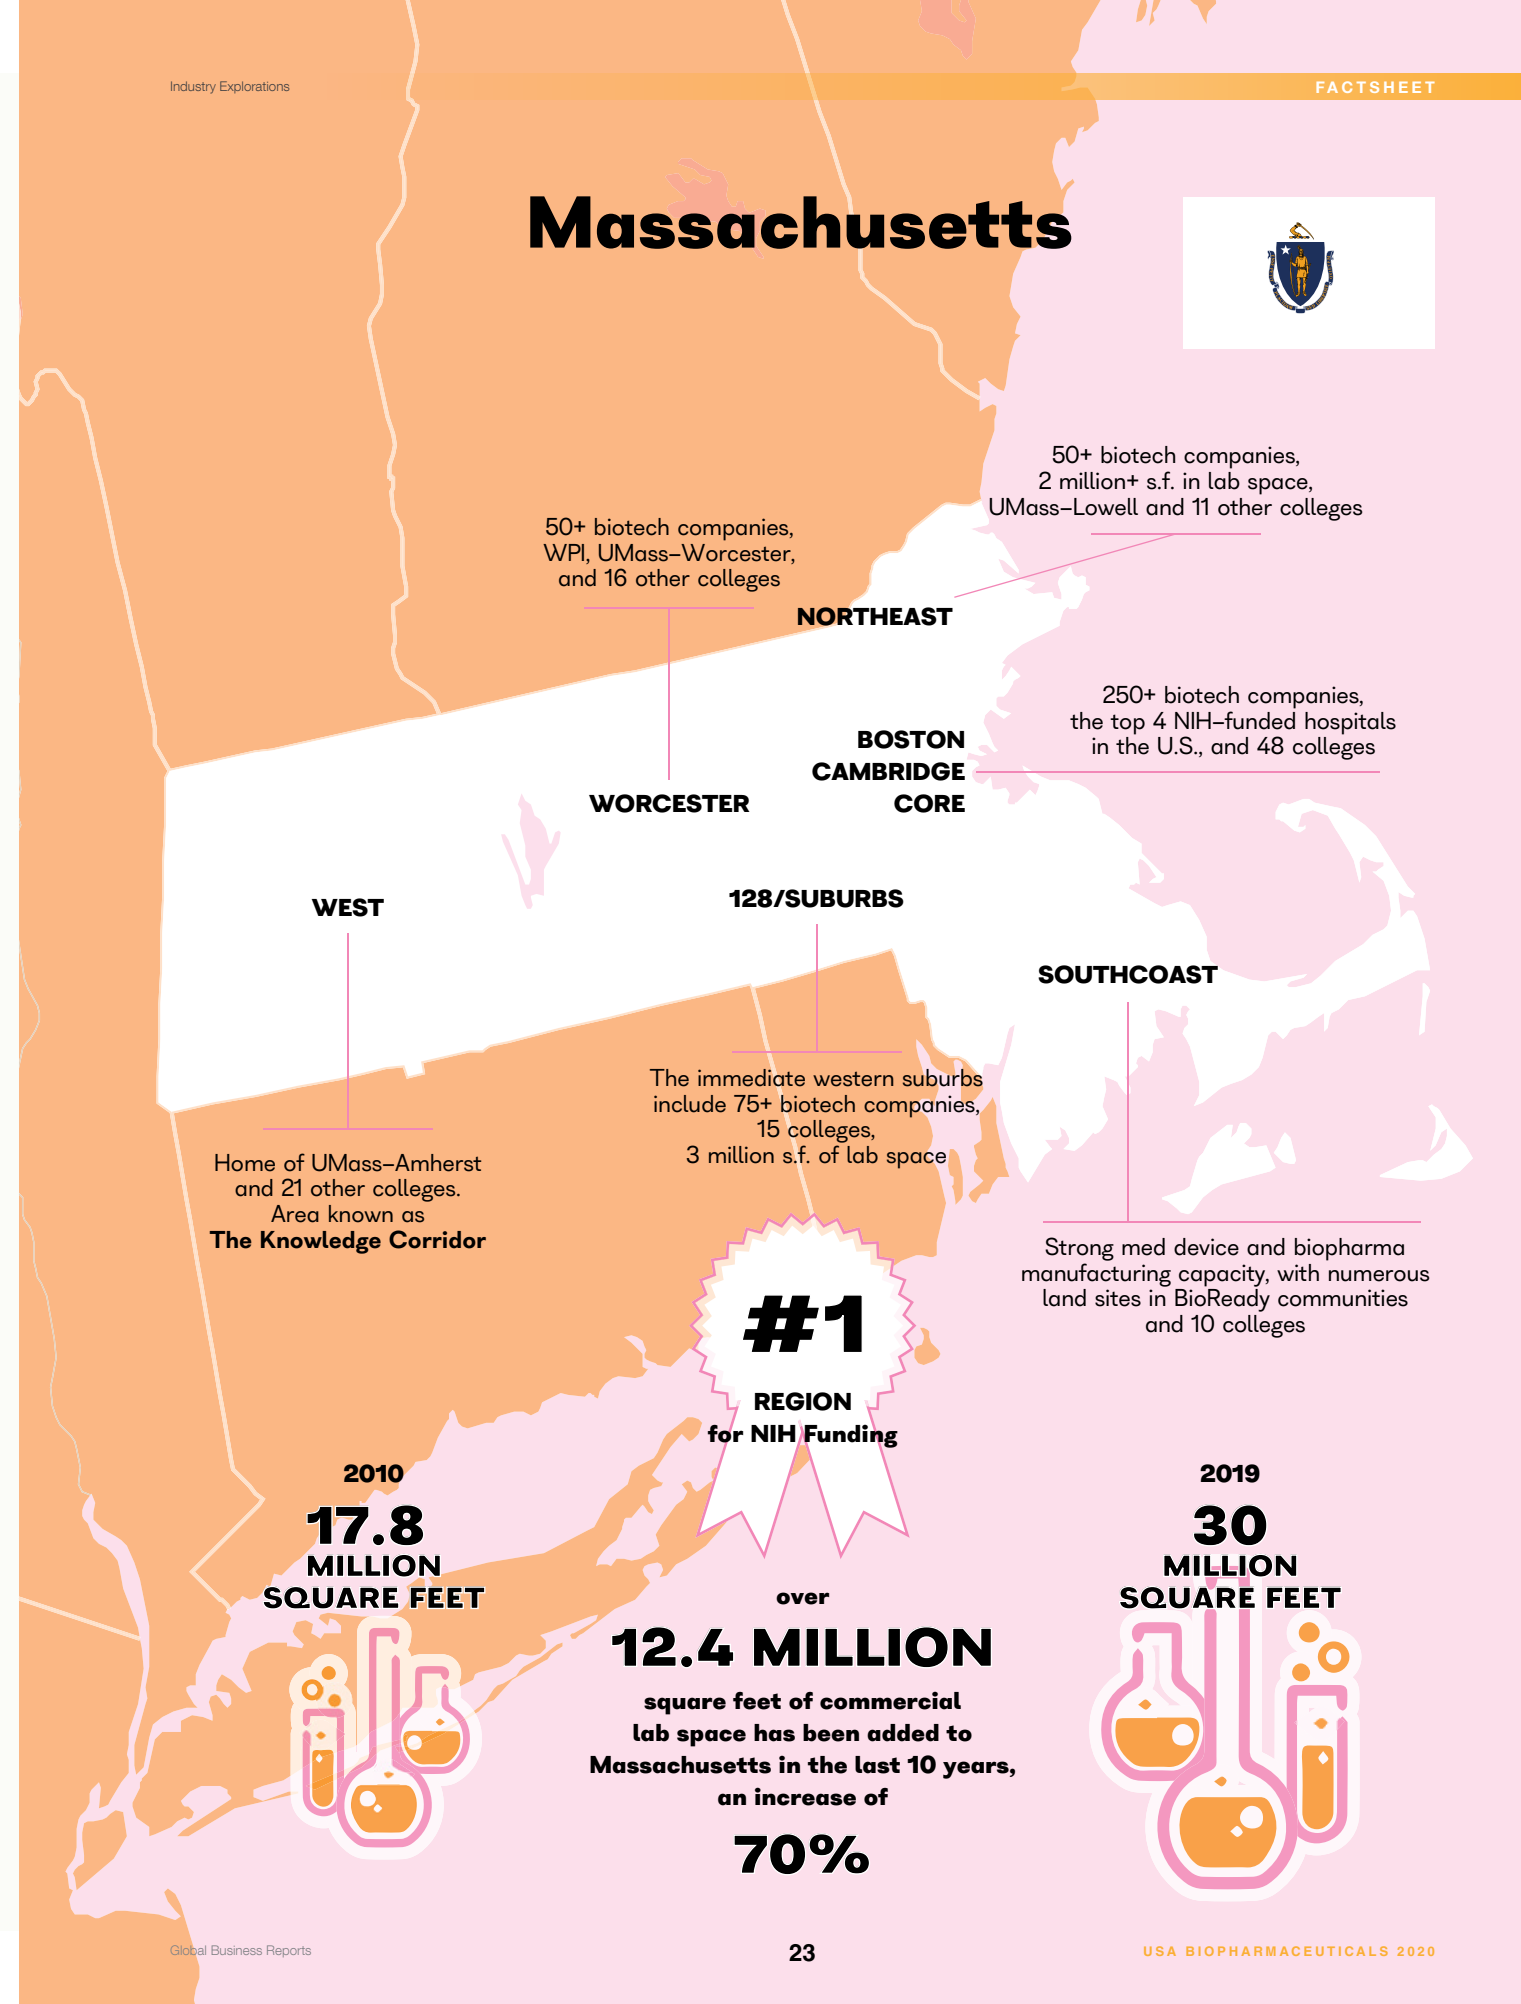 Industry Explorations
FACTSHEET
Massachusetts
50+ biotech companies,
2 million+ s.f. in lab space,
UMass–Lowell and 11 other colleges
50+ biotech companies,
WPI, UMass–Worcester,
and 16 other colleges
NORTHEAST
250+ biotech companies,
the top 4 NIH–funded hospitals
in the U.S., and 48 colleges
BOSTON
CAMBRIDGE
CORE
WORCESTER
WEST
128/SUBURBS
SOUTHCOAST
The immediate western suburbs
include 75+ biotech companies,
15 colleges,
3 million s.f. of lab space
Home of UMass–Amherst
and 21 other colleges.
Area known as
The Knowledge Corridor
Strong med device and biopharma
manufacturing capacity, with numerous
land sites in BioReady communities
and 10 colleges
#1
REGION
for NIH Funding
2010
17.8
MILLION
SQUARE FEET
2019
30
MILLION
SQUARE FEET
over
12.4 MILLION
square feet of commercial
lab space has been added to
Massachusetts in the last 10 years,
an increase of
70%
Global Business Reports
23
USA BIOPHARMACEUTICALS 2020